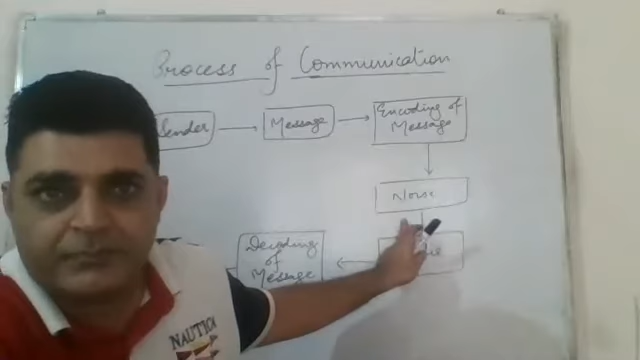 Process of Communication
Sender
Message
Encoding of
Message
Noise
Decoding
of
Message
NAUTICA